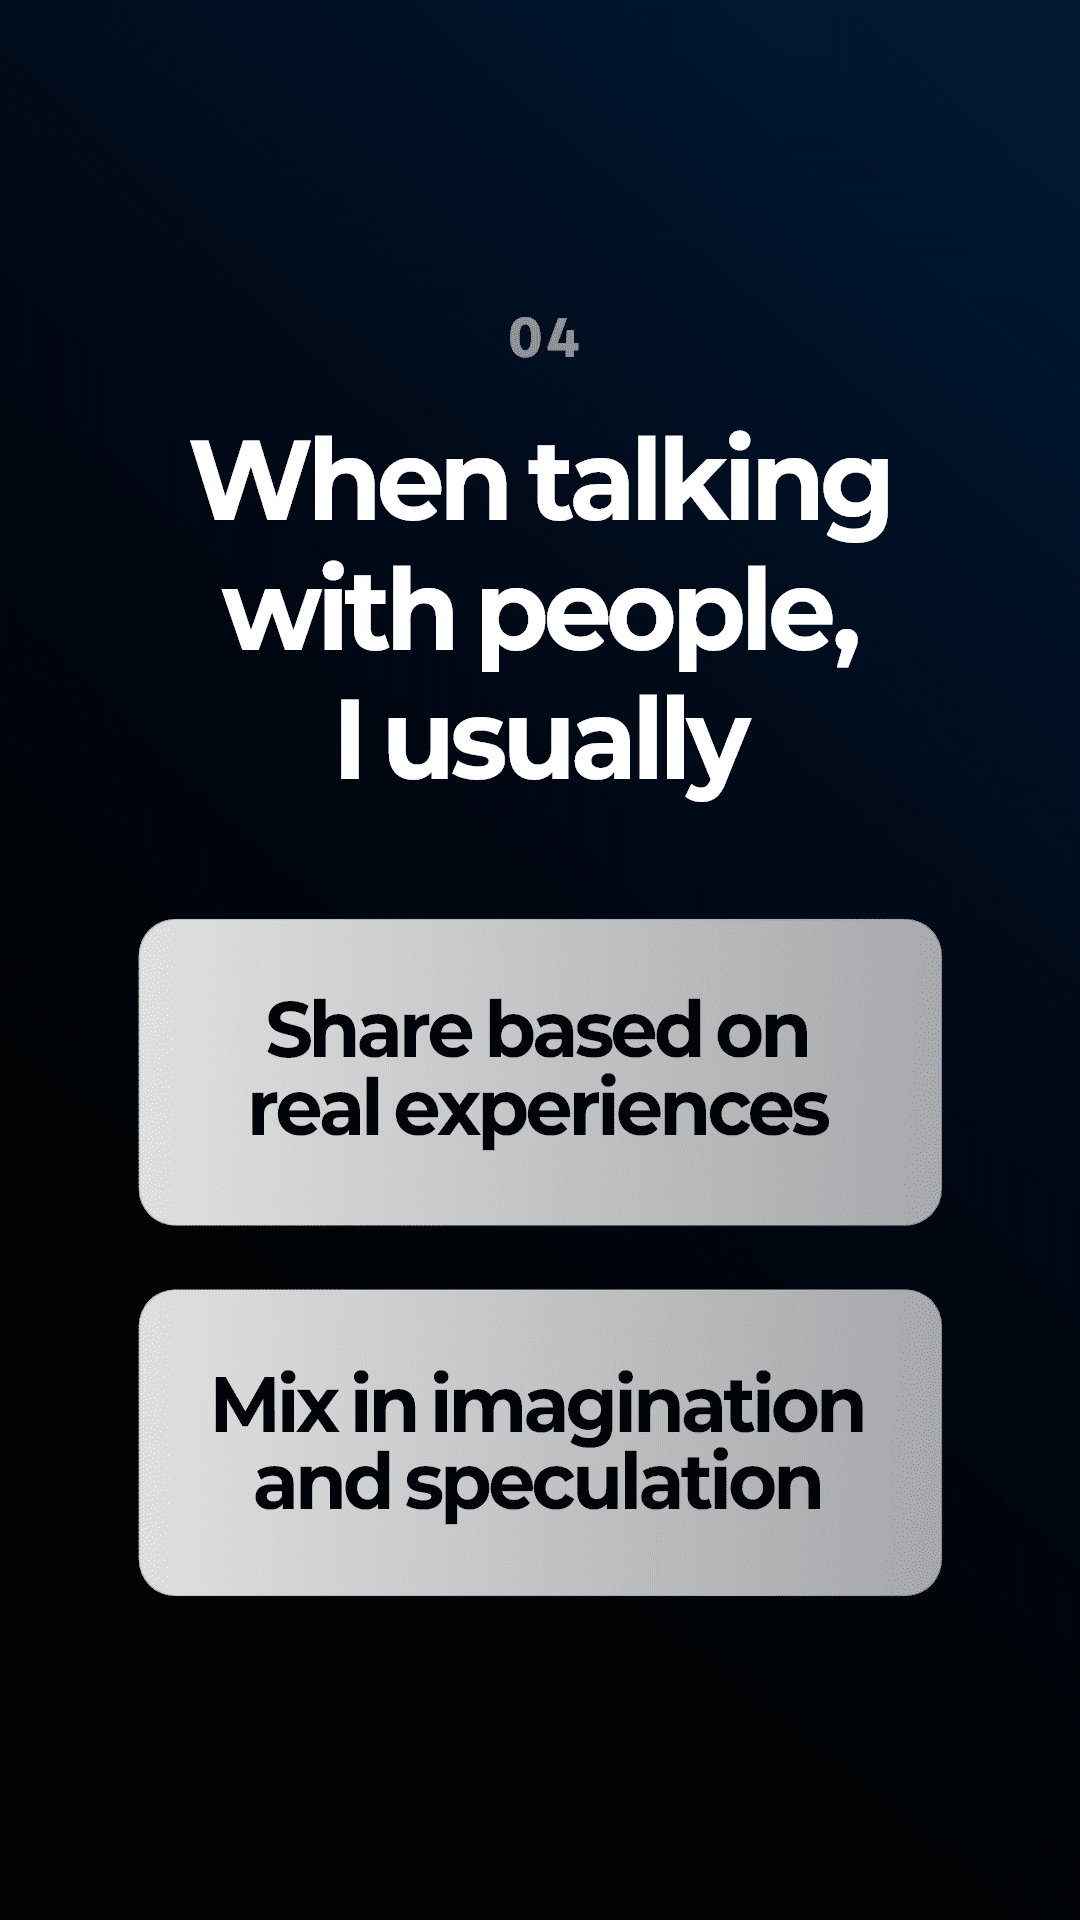 04
When talking
with people,
I usually
Share based on
real experiences
Mix in imagination
and speculation